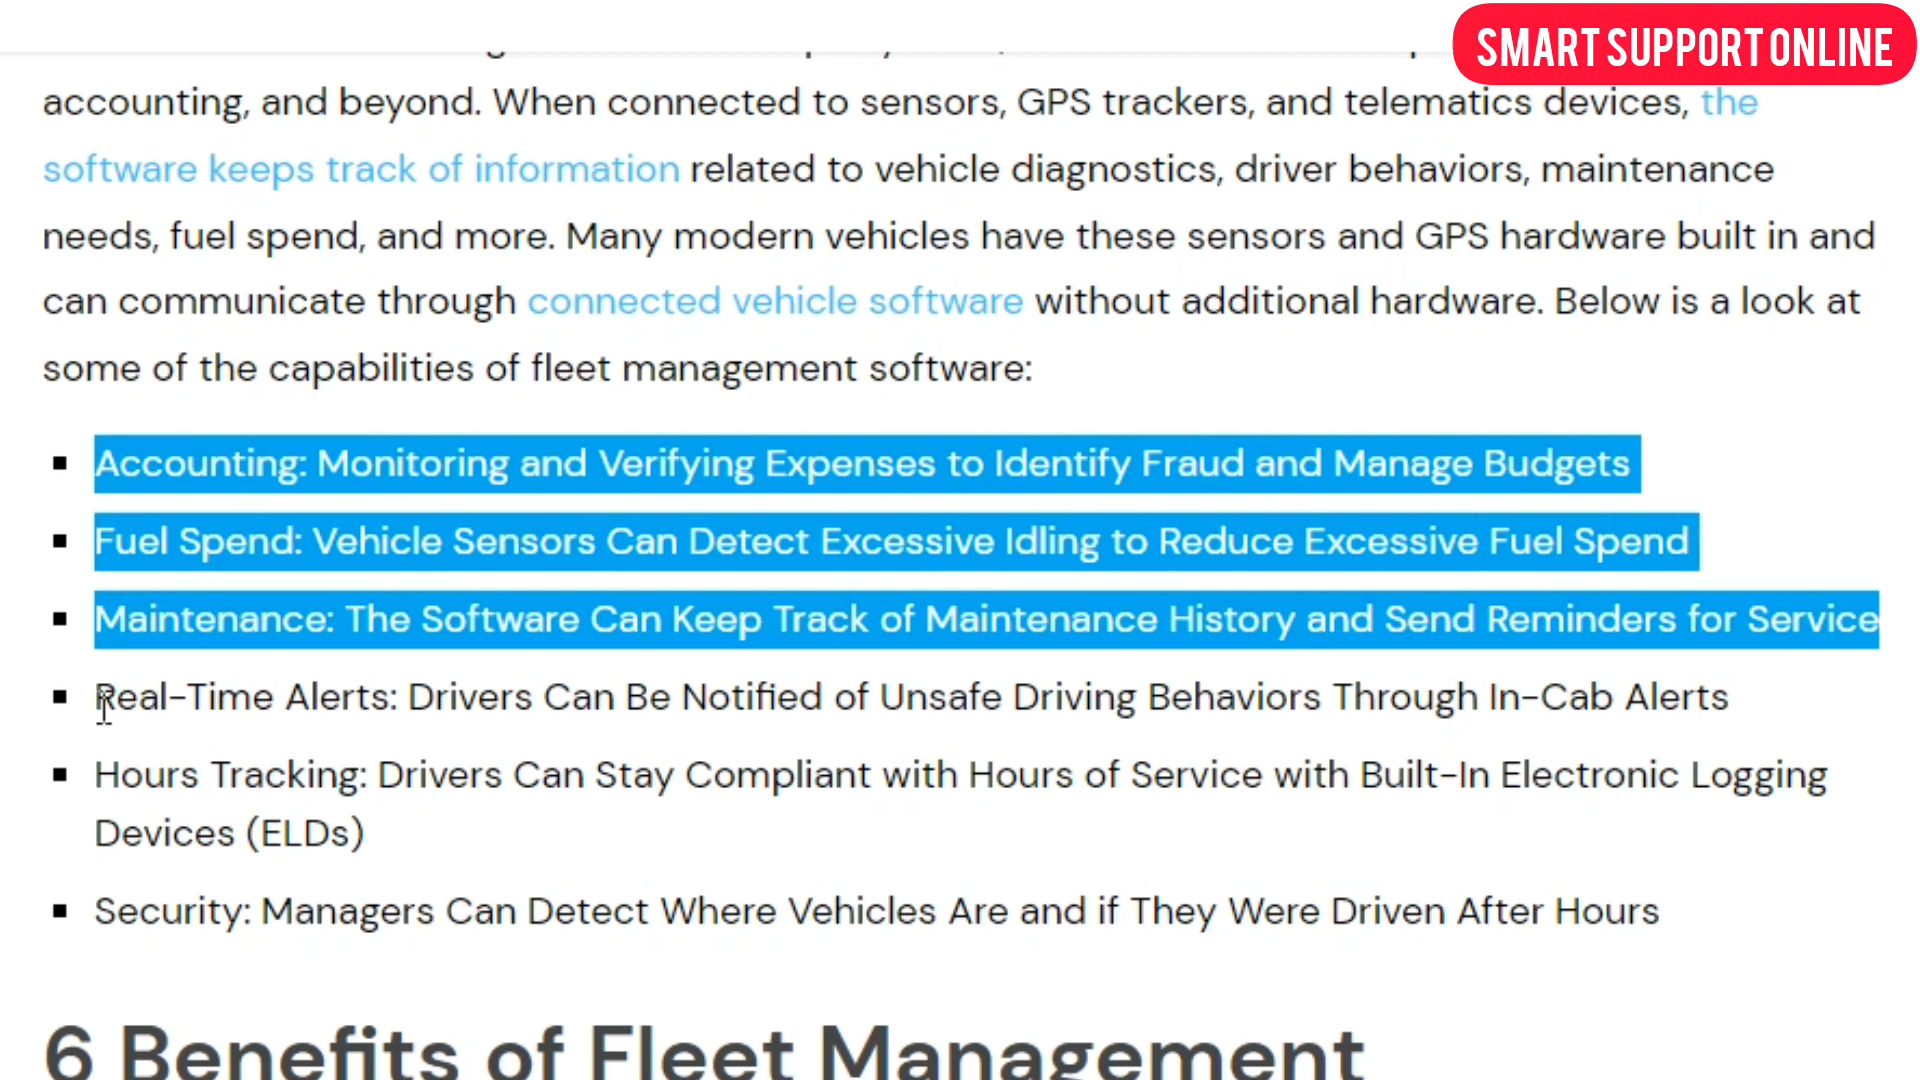 SMART SUPPORT ONLINE
accounting, and beyond. When connected to sensors, GPS trackers, and telematics devices, the
software keeps track of information related to vehicle diagnostics, driver behaviors, maintenance
needs, fuel spend, and more. Many modern vehicles have these sensors and GPS hardware built in and
can communicate through connected vehicle software without additional hardware. Below is a look at
some of the capabilities of fleet management software:
▪ Accounting: Monitoring and Verifying Expenses to Identify Fraud and Manage Budgets
▪ Fuel Spend: Vehicle Sensors Can Detect Excessive Idling to Reduce Excessive Fuel Spend
▪ Maintenance: The Software Can Keep Track of Maintenance History and Send Reminders for Service
▪ Real-Time Alerts: Drivers Can Be Notified of Unsafe Driving Behaviors Through In-Cab Alerts
▪ Hours Tracking: Drivers Can Stay Compliant with Hours of Service with Built-In Electronic Logging
Devices (ELDs)
▪ Security: Managers Can Detect Where Vehicles Are and if They Were Driven After Hours
6 Benefits of Fleet Management